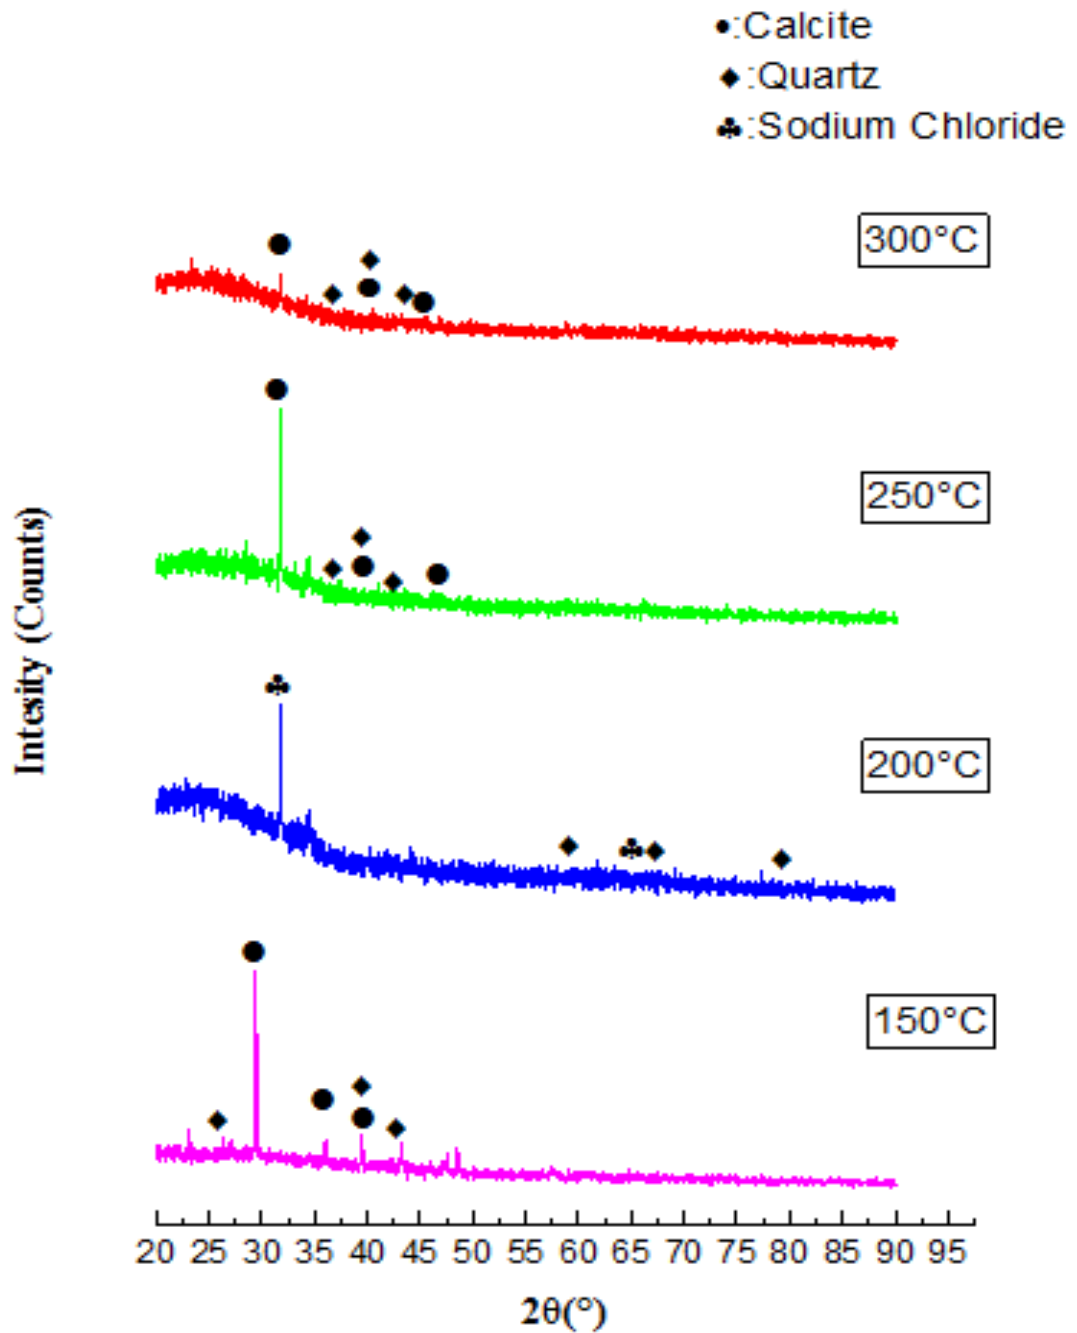 ●:Calcite
◆:Quartz
♣:Sodium Chloride
300°C
250°C
200°C
150°C
Intesity (Counts)
20 25 30 35 40 45 50 55 60 65 70 75 80 85 90 95
2θ(°)